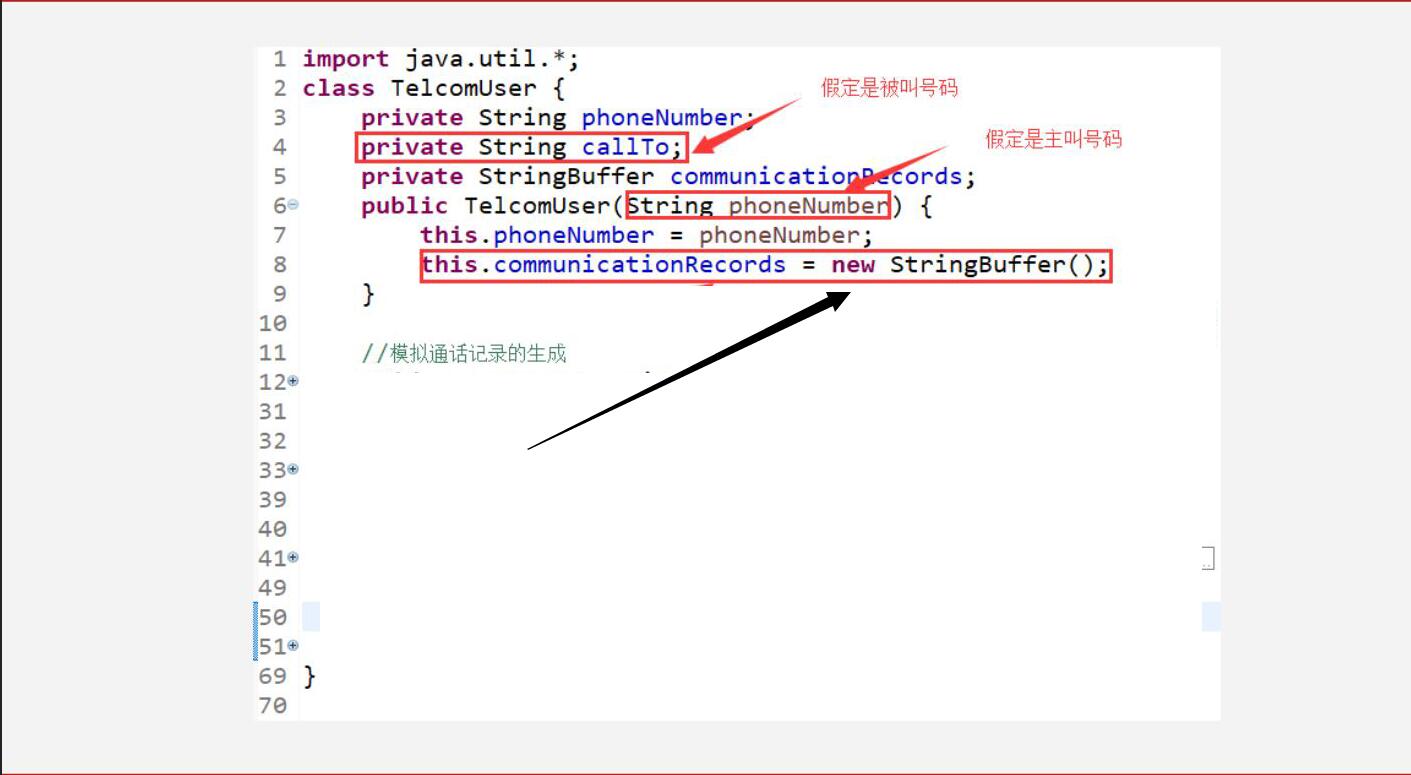 1 import java.util.*;
2 class TelcomUser {
假定是被叫号码
3 private String phoneNumber;
4 private String callTo;
假定是主叫号码
5 private StringBuffer communicationRecords;
6 public TelcomUser(String phoneNumber) {
7 this.phoneNumber = phoneNumber;
8 this.communicationRecords = new StringBuffer();
9 }
10
11 //模拟通话记录的生成
12
31
32
33
39
40
41
49
50
51
69 }
70